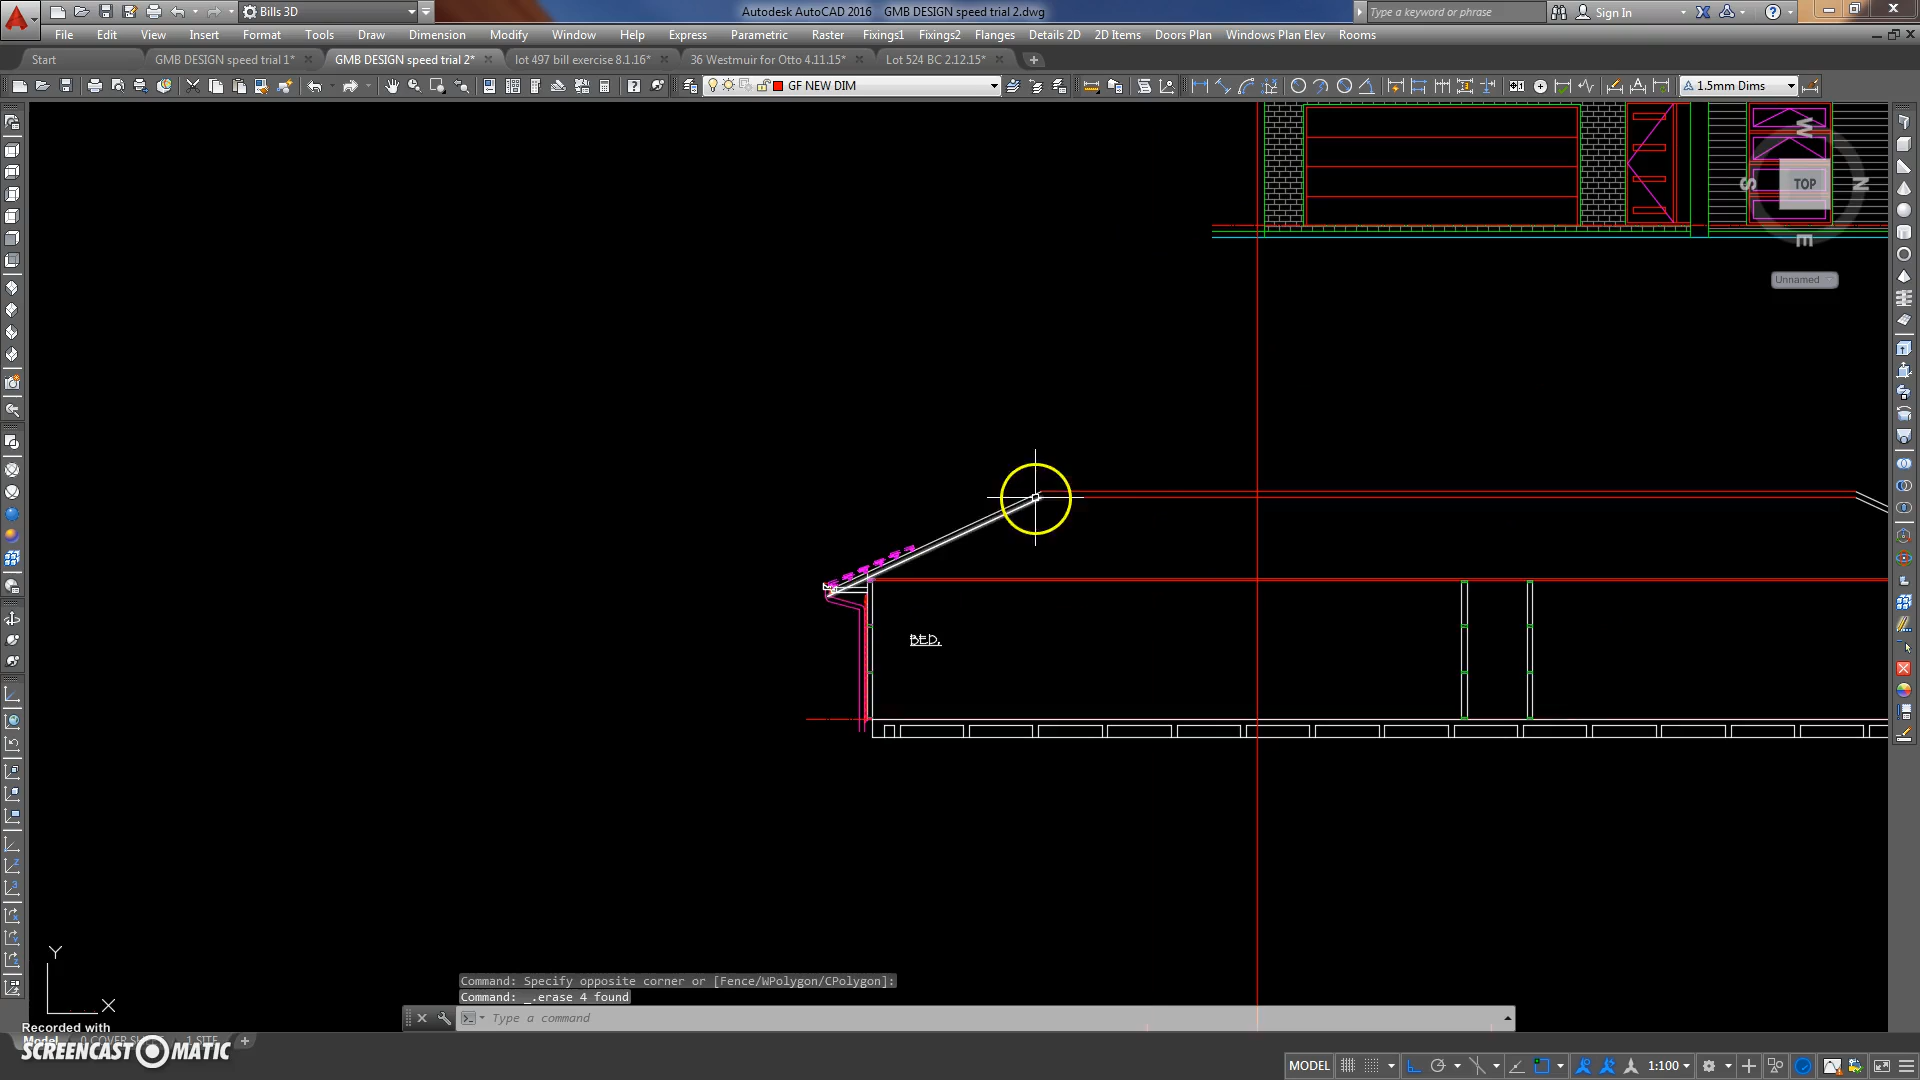 Bills 3D
Autodesk AutoCAD 2016 GMB DESIGN speed trial 2.dwg
Type a keyword or phrase
Sign In
File Edit View Insert Format Tools Draw Dimension Modify Window Help Express Parametric Raster Fixings1 Fixings2 Flanges Details 2D 2D Items Doors Plan Windows Plan Elev Rooms
Start
GMB DESIGN speed trial 1*
GMB DESIGN speed trial 2*
lot 497 bill exercise 8.1.16*
36 Westmuir for Otto 4.11.15*
Lot 524 BC 2.12.15*
GF NEW DIM
1.5mm Dims
W
S
TOP
N
E
Unnamed
BED.
Y
X
Command: Specify opposite corner or [Fence/WPolygon/CPolygon]:
Command: _.erase 4 found
Type a command
Recorded with
SCREENCAST MATIC
MODEL
1:100